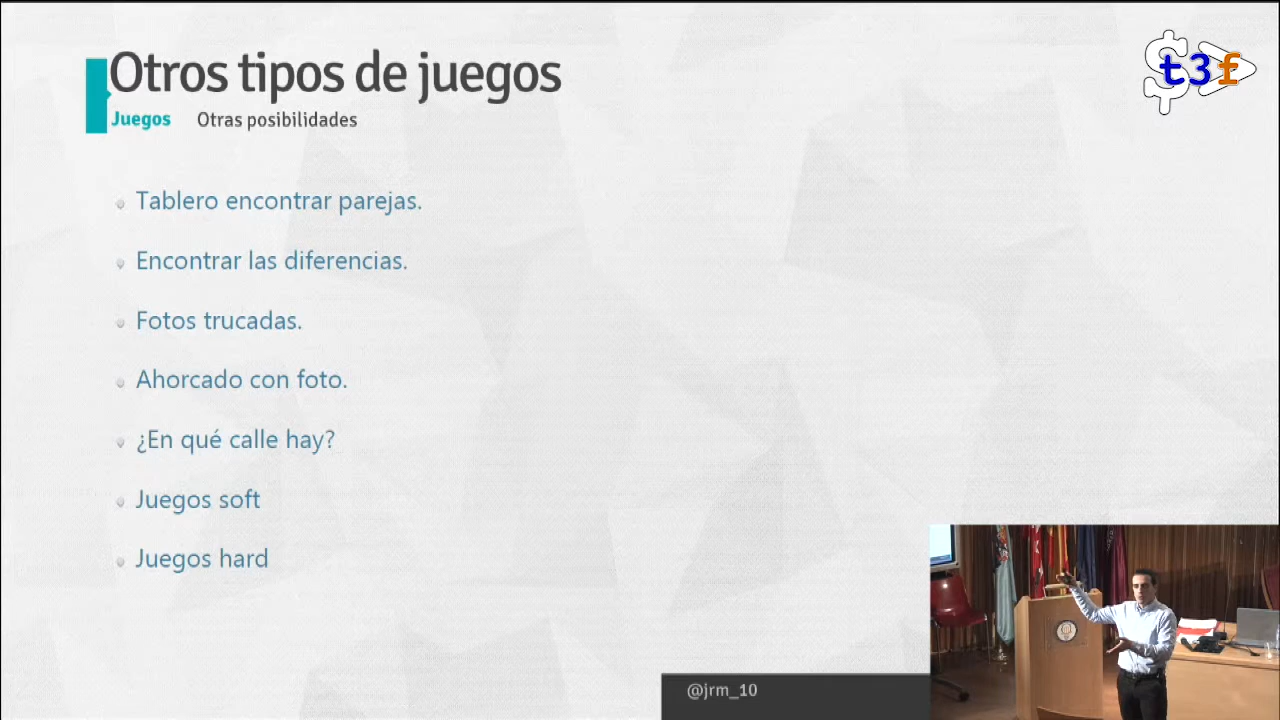 Otros tipos de juegos
Juegos Otras posibilidades
t3f
Tablero encontrar parejas.
Encontrar las diferencias.
Fotos trucadas.
Ahorcado con foto.
¿En qué calle hay?
Juegos soft
Juegos hard
@jrm_10